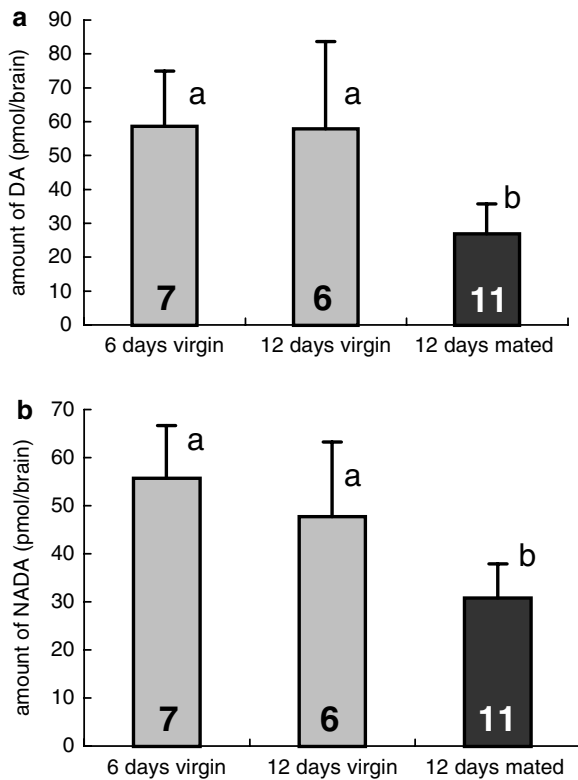 a
amount of DA (pmol/brain)
90
80
70
60
50
40
30
20
10
0
a
a
b
7
6
11
6 days virgin
12 days virgin
12 days mated
b
amount of NADA (pmol/brain)
70
60
50
40
30
20
10
0
a
a
b
7
6
11
6 days virgin
12 days virgin
12 days mated